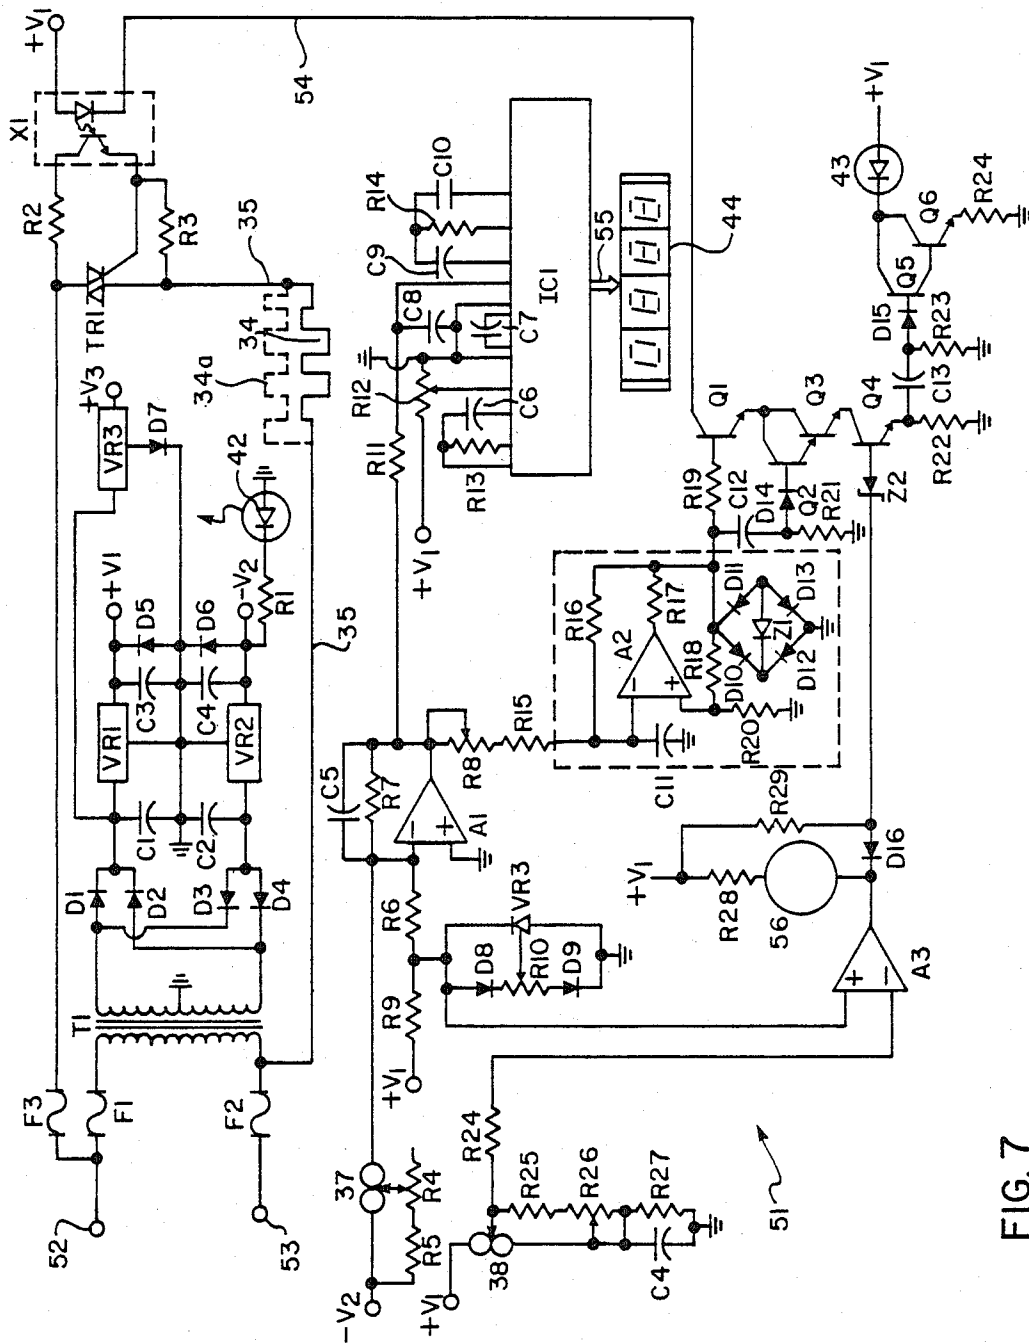 52
F3
F1
T1
D1
D2
C1
VR1
C3
D5
+V1
VR3
+V3
D7
TR1
R2
R3
X1
+V1
54
53
F2
D3
D4
C2
VR2
C4
D6
-V2
R1
42
34a
34
35
35
-V2
37
R5
R4
+V1
R9
R6
C5
R7
A1
R8
R15
R11
+V1
R12
R13
C6
C7
C8
C9
R14
C10
IC1
55
44
+V1
38
R24
R25
R26
R27
C4
D8
R10
D9
VR3
R16
A2
R17
R18
C11
R20
D10
D11
Z1
D12
D13
R19
C12
D14
Q1
Q2
R21
Q3
Q4
Z2
R22
C13
R23
D15
Q5
Q6
R24
43
+V1
+V1
R28
R29
56
D16
A3
51
FIG. 7